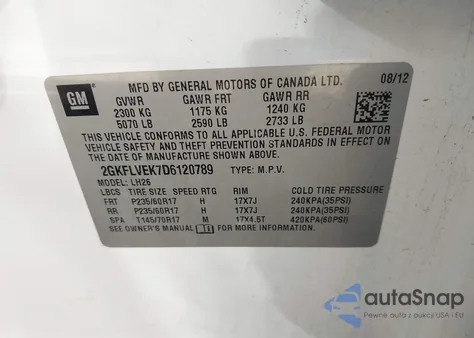 GM
MFD BY GENERAL MOTORS OF CANADA LTD. 08/12
GVWR GAWR FRT GAWR RR
2300 KG 1175 KG 1240 KG
5070 LB 2590 LB 2733 LB
THIS VEHICLE CONFORMS TO ALL APPLICABLE U.S. FEDERAL MOTOR
VEHICLE SAFETY AND THEFT PREVENTION STANDARDS IN EFFECT ON THE
DATE OF MANUFACTURE SHOWN ABOVE.
2GKFLVEK7D6120789 TYPE: M.P.V.
MODEL: LH26
LBCS TIRE SIZE SPEED RTG RIM COLD TIRE PRESSURE
FRT P235/60R17 H 17X7J 240KPA(35PSI)
RR P235/60R17 H 17X7J 240KPA(35PSI)
SPA T145/70R17 M 17X4.5T 420KPA(60PSI)
SEE OWNER'S MANUAL FOR MORE INFORMATION.
autoSnap
Pewne auto z USA i EU